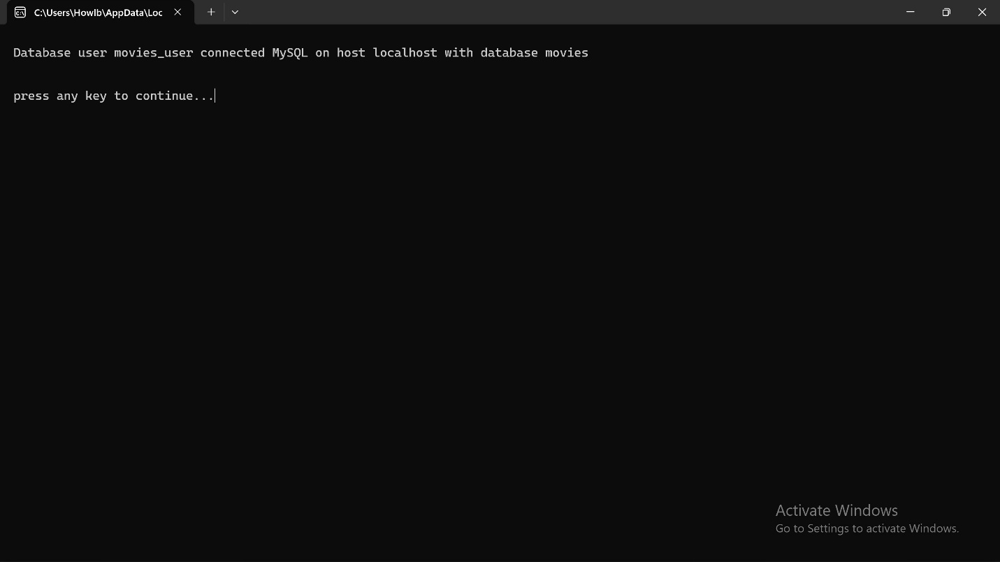 C:\Users\Howlb\AppData\Loc
Database user movies_user connected MySQL on host localhost with database movies
press any key to continue...
Activate Windows
Go to Settings to activate Windows.